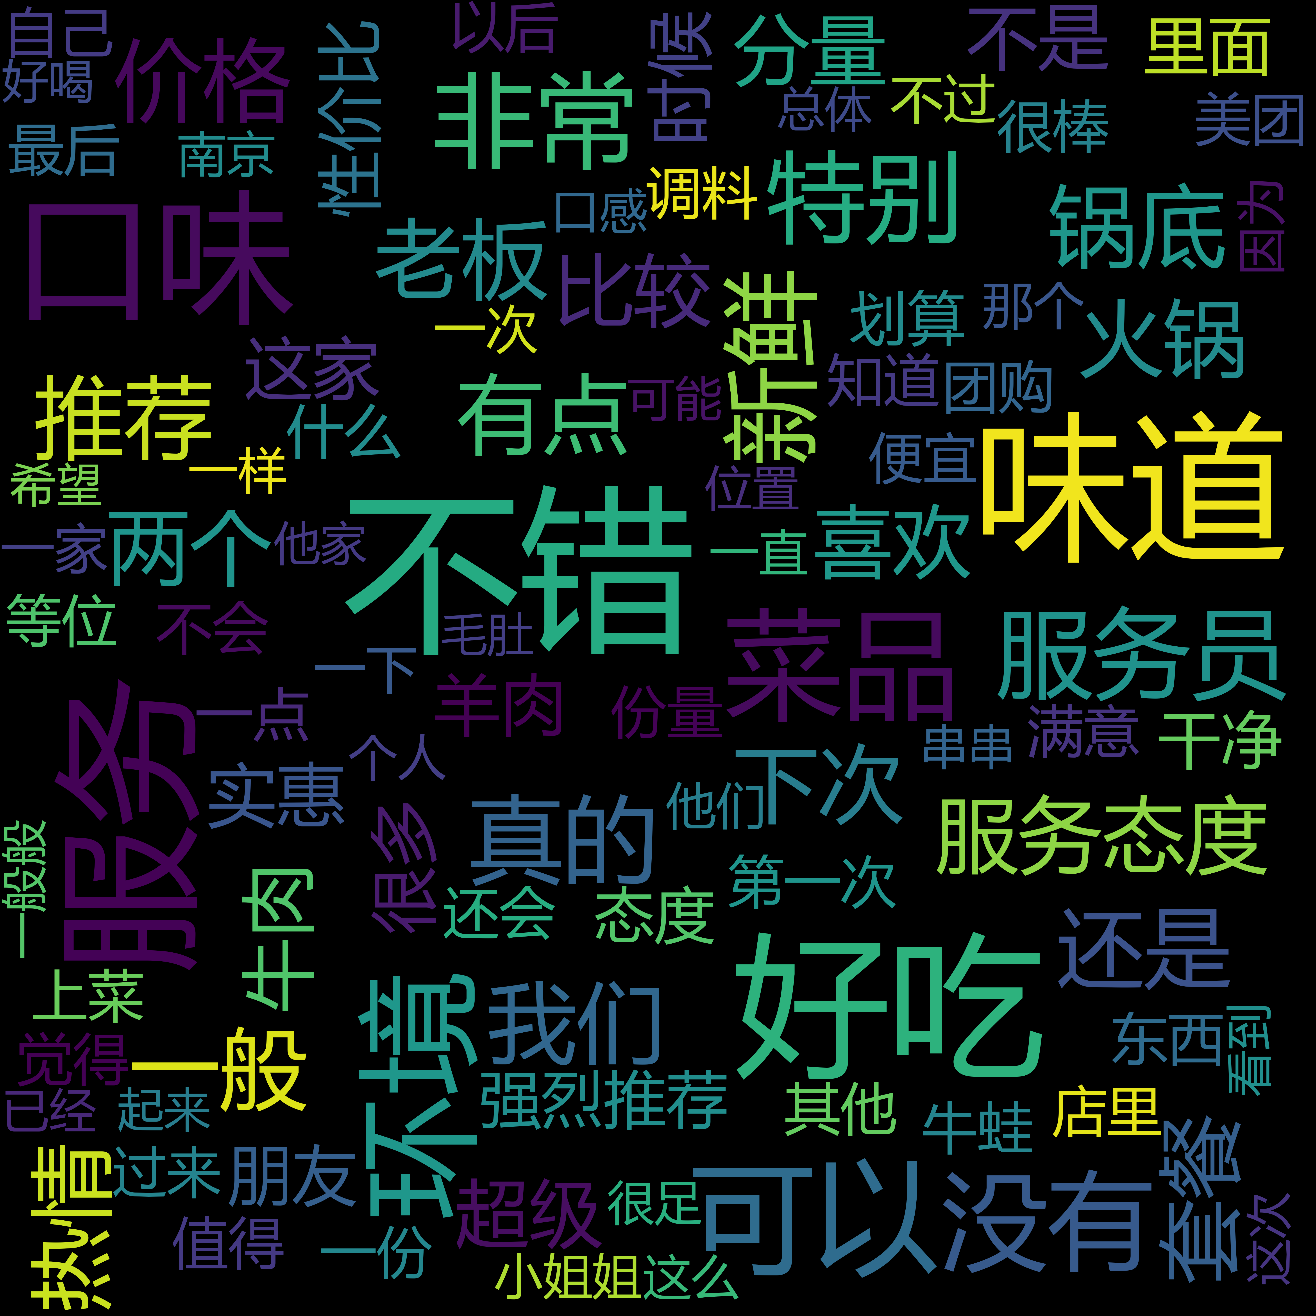 自己
以后
不是
价格
性价比
时候
分量
里面
好喝
非常
总体
不过
很棒
美团
最后
南京
口味
口感
调料
特别
锅底
因为
老板
比较
新鲜
划算
那个
火锅
一次
这家
推荐
什么
有点
可能
知道
团购
味道
一样
希望
便宜
位置
不错
一家
两个
他家
一直
喜欢
等位
不会
毛肚
菜品
服务员
一下
羊肉
份量
服务
一点
串串
满意
干净
实惠
个人
下次
真的
他们
服务态度
一般般
牛肉
很多
还会
态度
第一次
好吃
还是
上菜
环境
我们
东西
看到
觉得
一般
已经
起来
强烈推荐
其他
牛蛙
店里
热情
过来
朋友
超级
很足
可以
没有
套餐
值得
一份
小姐姐
这么
这次